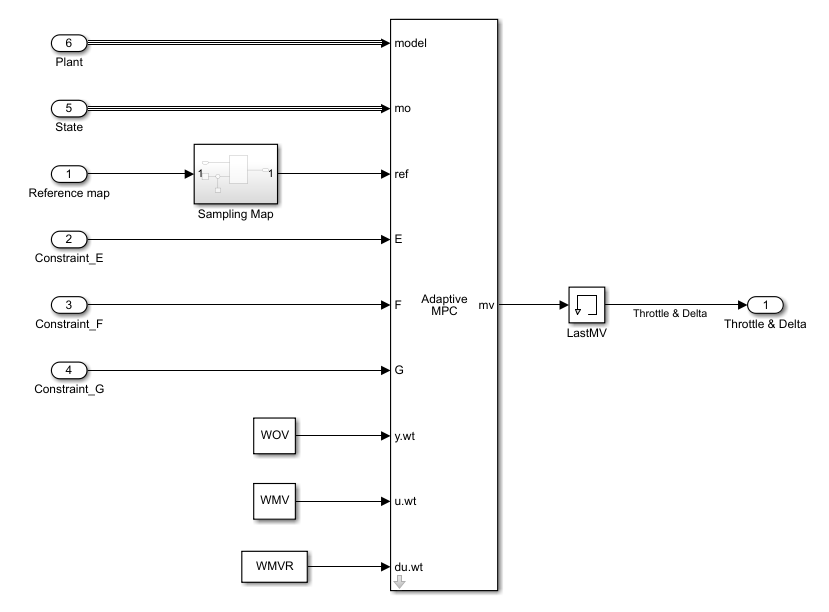 6
model
Plant
5
mo
State
1
1
1
ref
Reference map
Sampling Map
2
E
Constraint_E
3
F
Adaptive
MPC
mv
1
Throttle & Delta
Constraint_F
LastMV
Throttle & Delta
4
G
Constraint_G
WOV
y.wt
WMV
u.wt
WMVR
du.wt